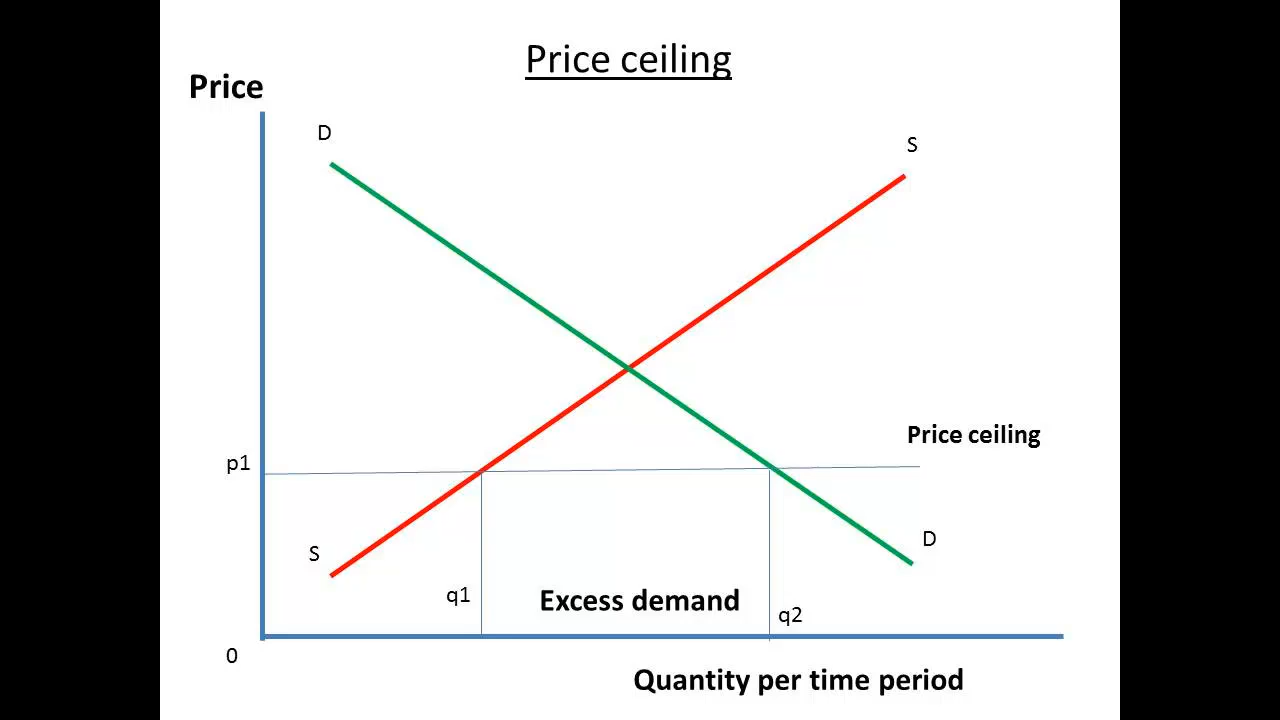 Price ceiling
Price
D
S
Price ceiling
p1
D
S
q1
Excess demand
q2
0
Quantity per time period